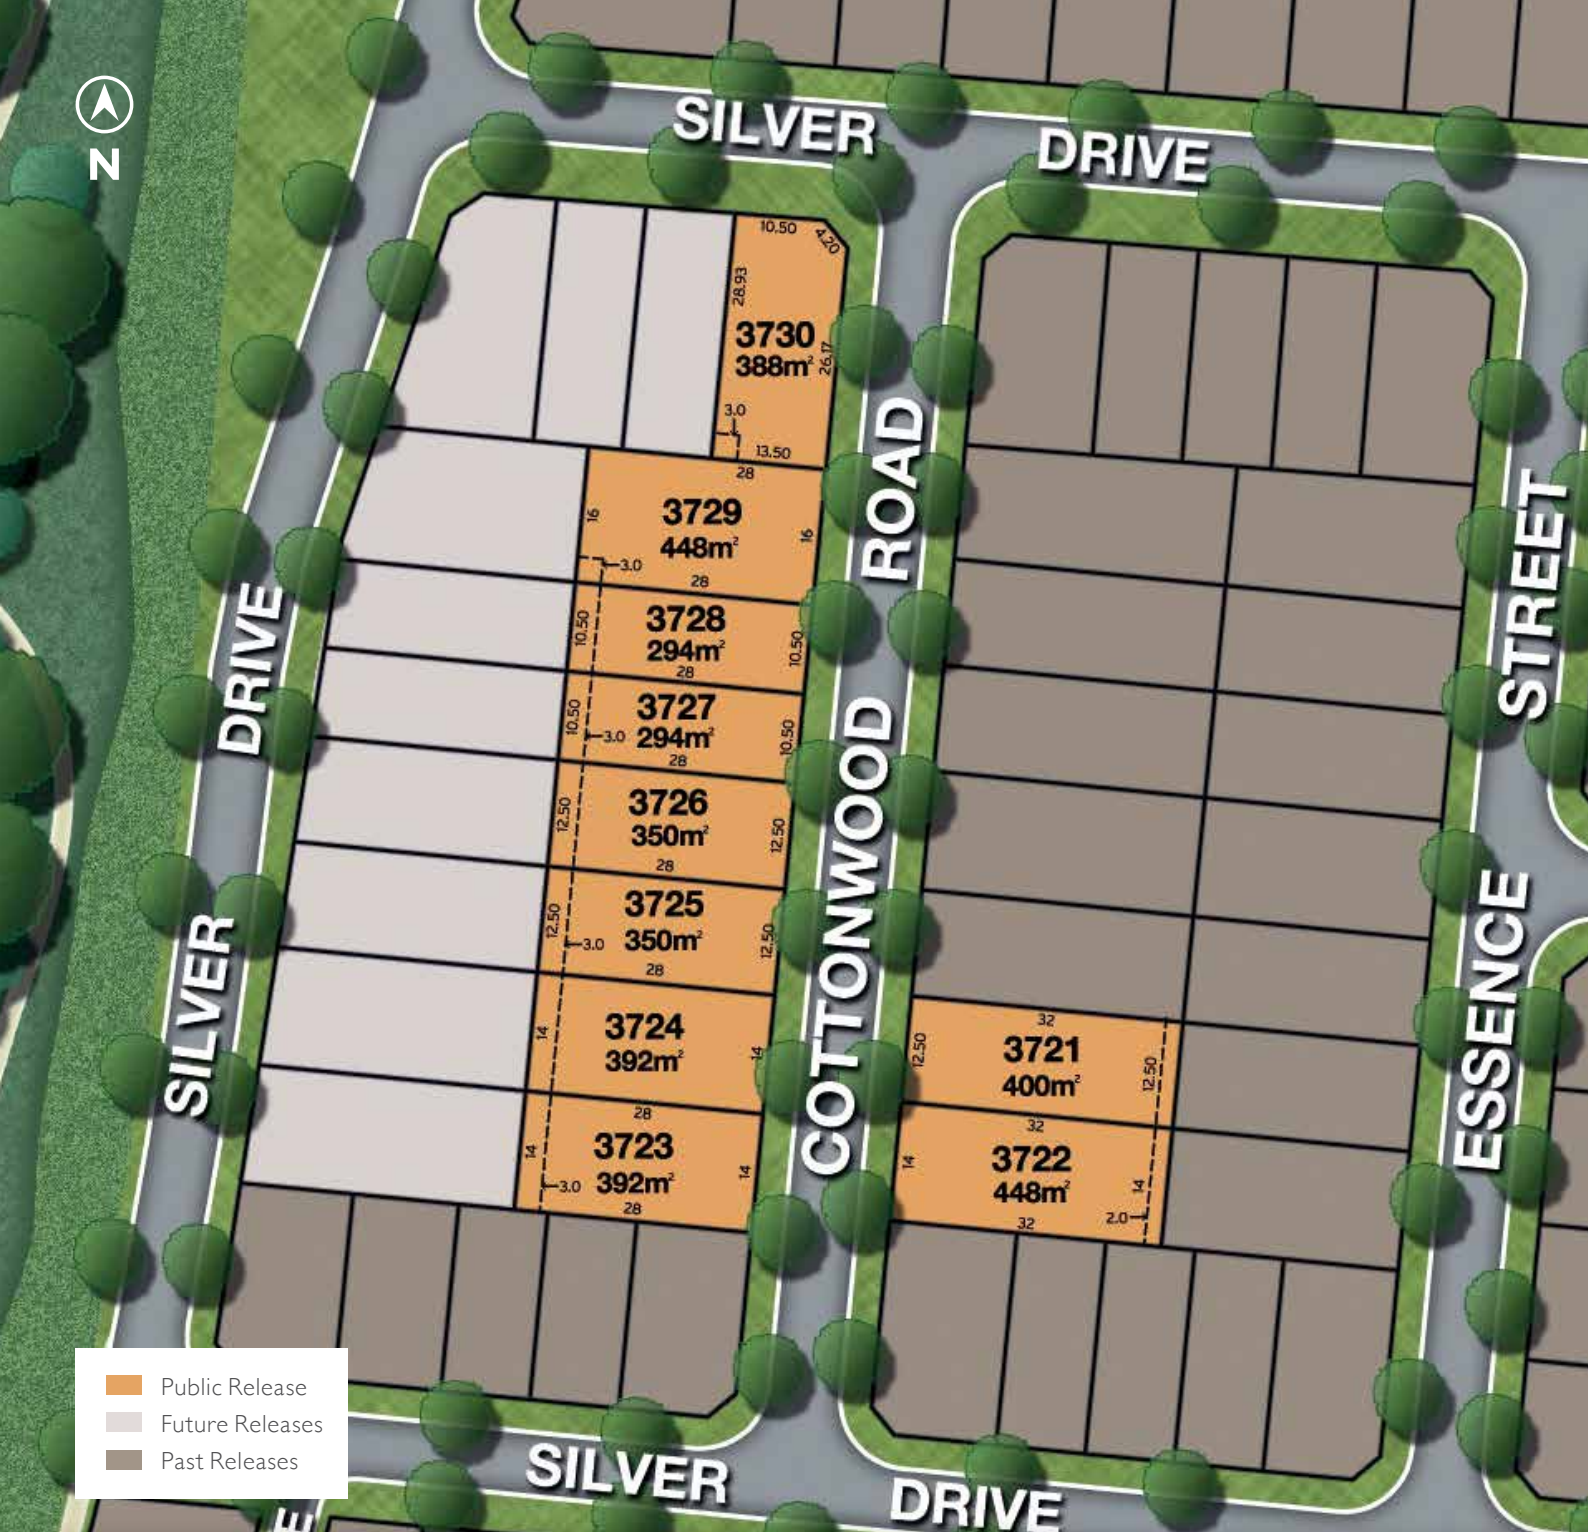 SILVER DRIVE
N
10.50
4.20
28.93
3730
388m²
26.17
3.0
13.50
28
3729
448m²
16
16
3.0
28
3728
294m²
10.50
10.50
28
3727
294m²
10.50
10.50
3.0
28
3726
350m²
12.50
12.50
28
3725
350m²
12.50
12.50
3.0
28
3724
392m²
14
14
28
3723
392m²
14
14
3.0
28
32
3721
400m²
12.50
12.50
32
3722
448m²
14
14
2.0
32
COTTONWOOD ROAD
SILVER DRIVE
ESSENCE STREET
Public Release
Future Releases
Past Releases
SILVER DRIVE
E